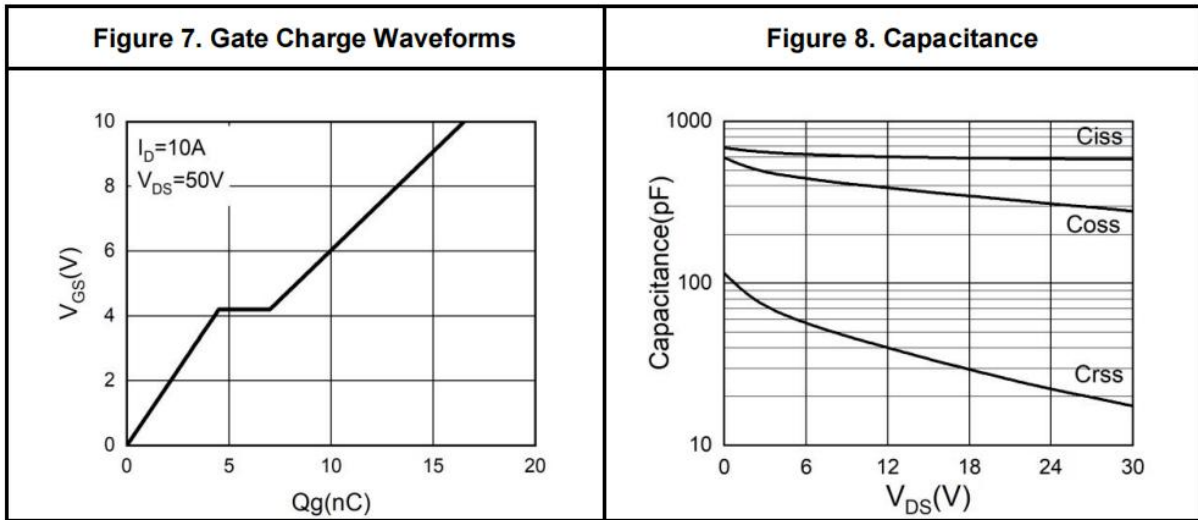 Figure 7. Gate Charge Waveforms
Figure 8. Capacitance
10
8
6
4
2
0
V_GS(V)
I_D=10A
V_DS=50V
0 5 10 15 20
Qg(nC)
1000
100
10
Capacitance(pF)
Ciss
Coss
Crss
0 6 12 18 24 30
V_DS(V)